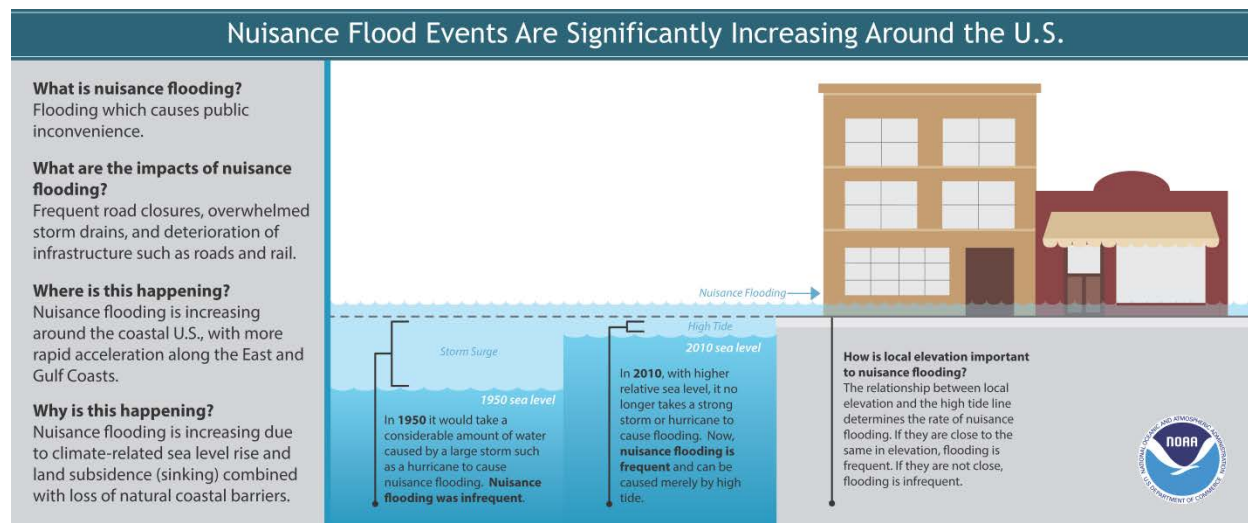 Nuisance Flood Events Are Significantly Increasing Around the U.S.
What is nuisance flooding?
Flooding which causes public
inconvenience.
What are the impacts of nuisance
flooding?
Frequent road closures, overwhelmed
storm drains, and deterioration of
infrastructure such as roads and rail.
Where is this happening?
Nuisance flooding is increasing
around the coastal U.S., with more
rapid acceleration along the East and
Gulf Coasts.
Why is this happening?
Nuisance flooding is increasing due
to climate-related sea level rise and
land subsidence (sinking) combined
with loss of natural coastal barriers.
Nuisance Flooding
Storm Surge
1950 sea level
In 1950 it would take a
considerable amount of water
caused by a large storm such
as a hurricane to cause
nuisance flooding. Nuisance
flooding was infrequent.
High Tide
2010 sea level
In 2010, with higher
relative sea level, it no
longer takes a strong
storm or hurricane to
cause flooding. Now,
nuisance flooding is
frequent and can be
caused merely by high
tide.
How is local elevation important
to nuisance flooding?
The relationship between local
elevation and the high tide line
determines the rate of nuisance
flooding. If they are close to the
same in elevation, flooding is
frequent. If they are not close,
flooding is infrequent.
NATIONAL OCEANIC AND ATMOSPHERIC ADMINISTRATION
NOAA
U.S. DEPARTMENT OF COMMERCE